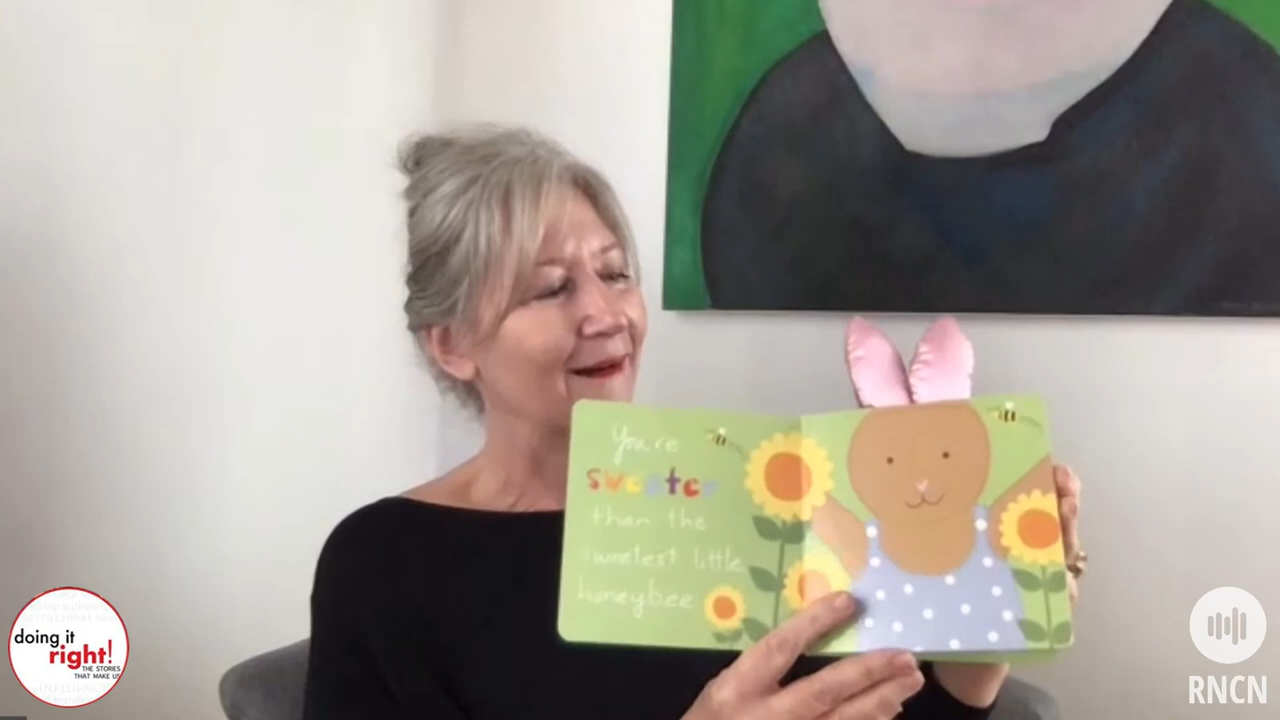 You're
sweeter
than the
sweetest little
honeybee
doing it
right!
THE STORIES
THAT MAKE US
RNCN